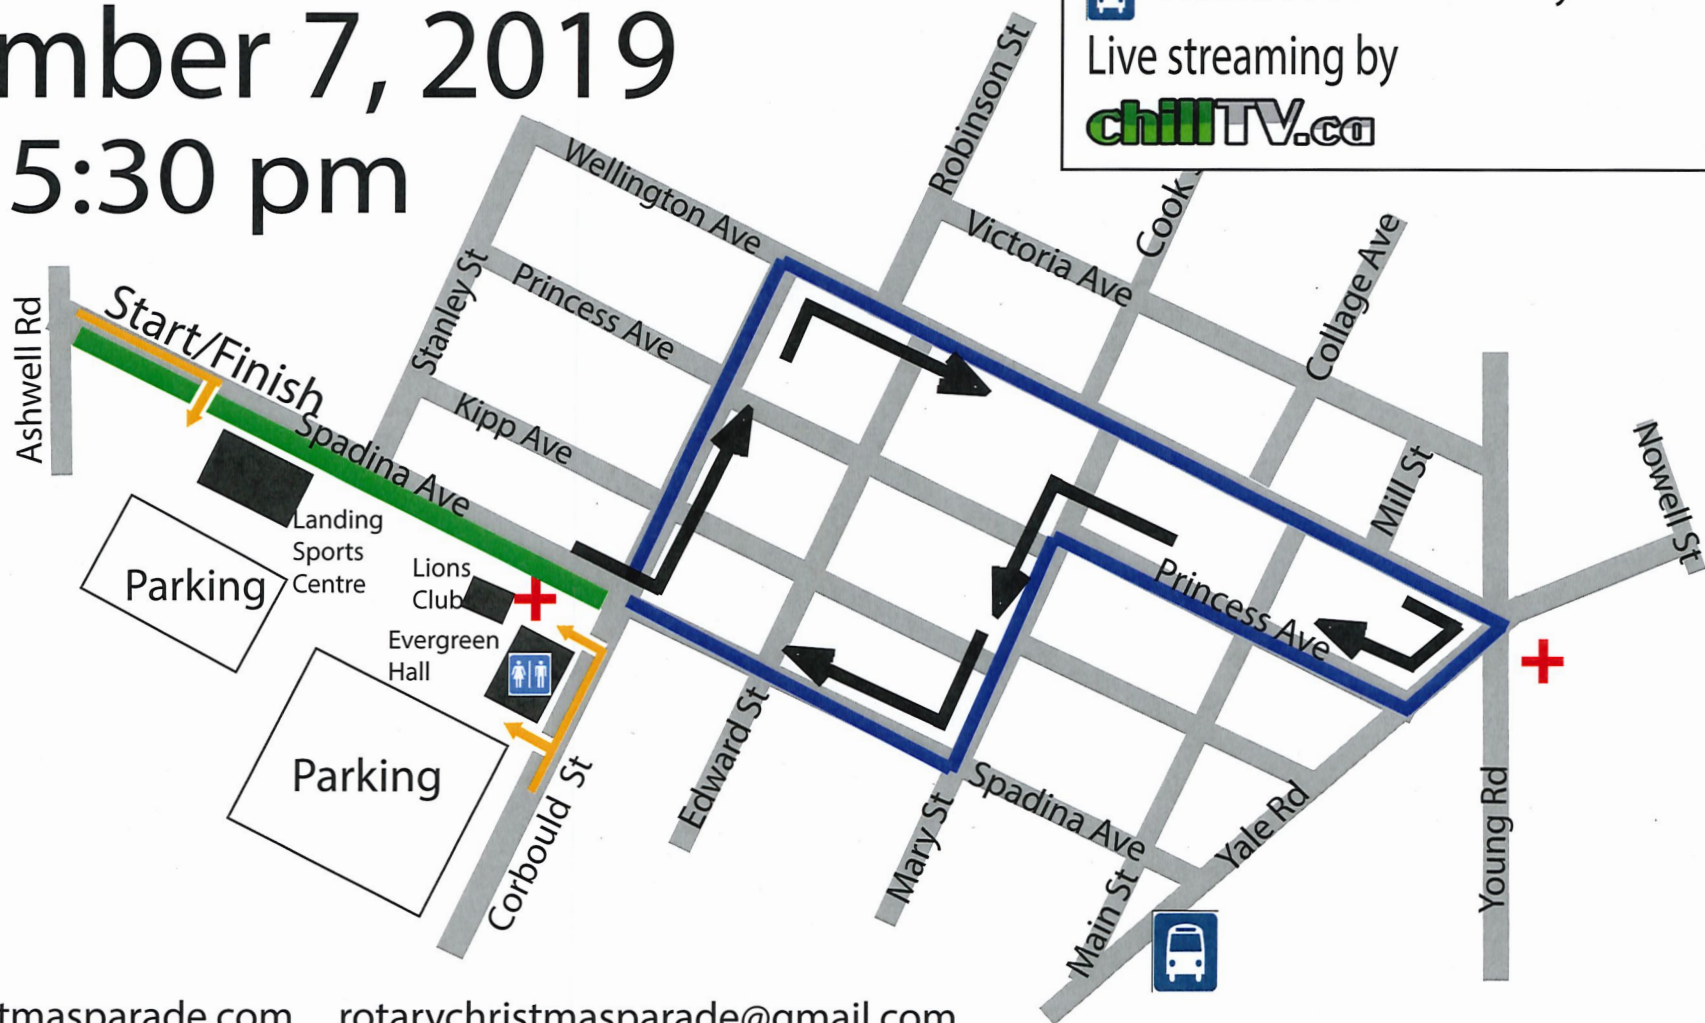 mber 7, 2019
5:30 pm
Live streaming by
chillTV.ca
Robinson St
Wellington Ave
Victoria Ave
Cook
Collage Ave
Stanley St
Princess Ave
Ashwell Rd
Start/Finish
Kipp Ave
Spadina Ave
Mill St
Nowell St
Landing
Sports
Centre
Parking
Lions
Club
Evergreen
Hall
Princess Ave
Parking
Corbould St
Edward St
Mary St
Spadina Ave
Main St
Yale Rd
Young Rd
tmasparade.com rotarychristmasparade@gmail.com